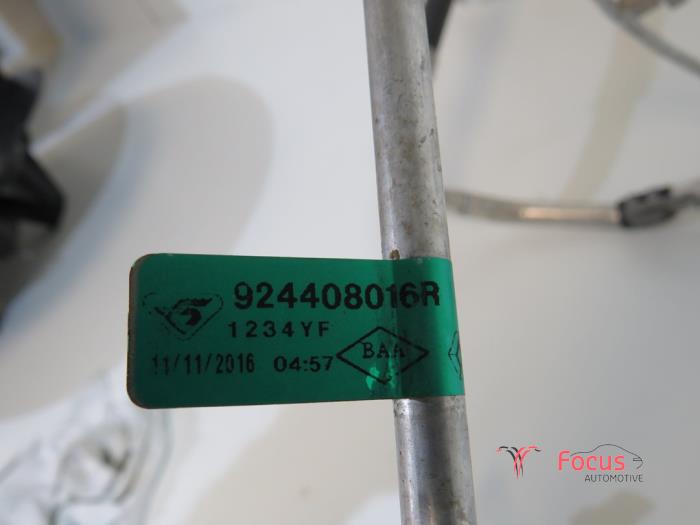 924408016R
1234YF
11/11/2016 04:57 BAA
Focus
AUTOMOTIVE